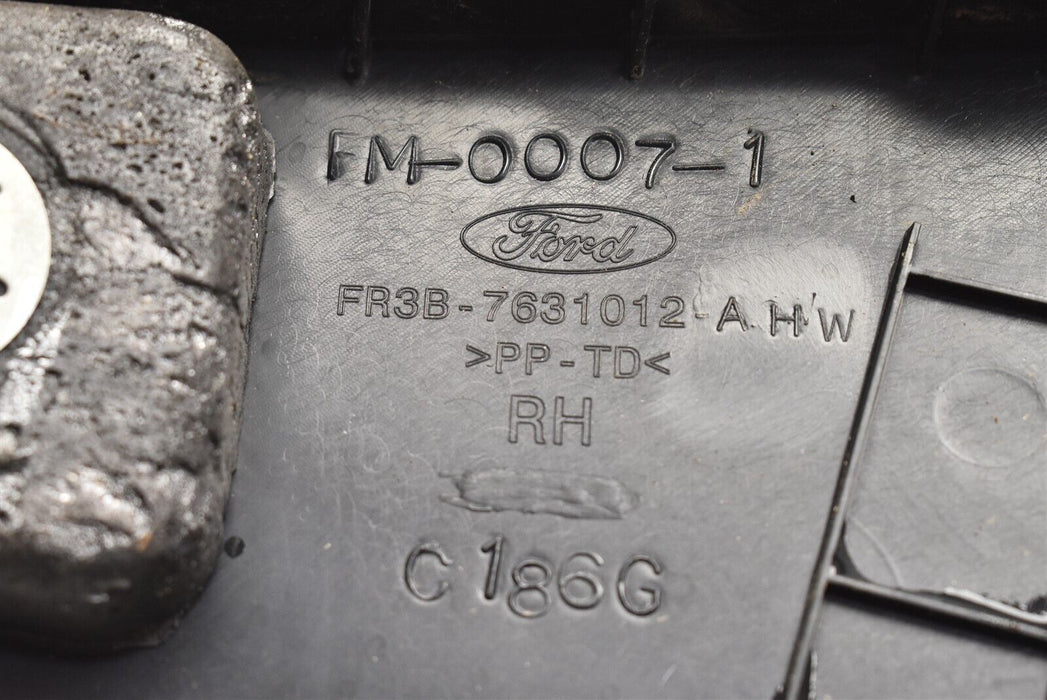 FM-0007-1
Ford
FR3B-7631012-AHW
>PP-TD<
RH
C186G